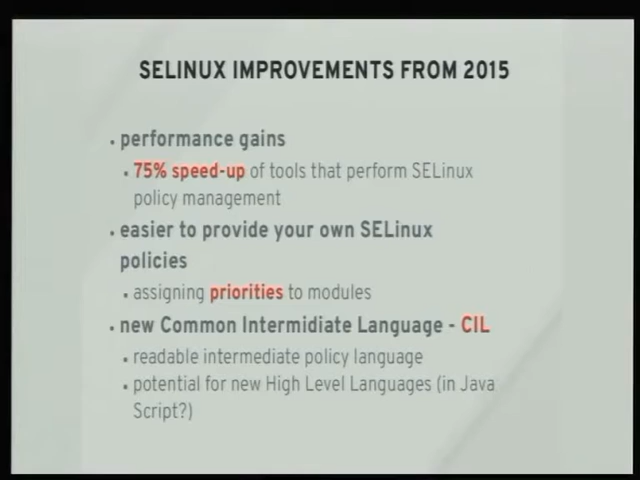 SELINUX IMPROVEMENTS FROM 2015
• performance gains
• 75% speed-up of tools that perform SELinux
policy management
• easier to provide your own SELinux
policies
• assigning priorities to modules
• new Common Intermidiate Language - CIL
• readable intermediate policy language
• potential for new High Level Languages (in Java
Script?)